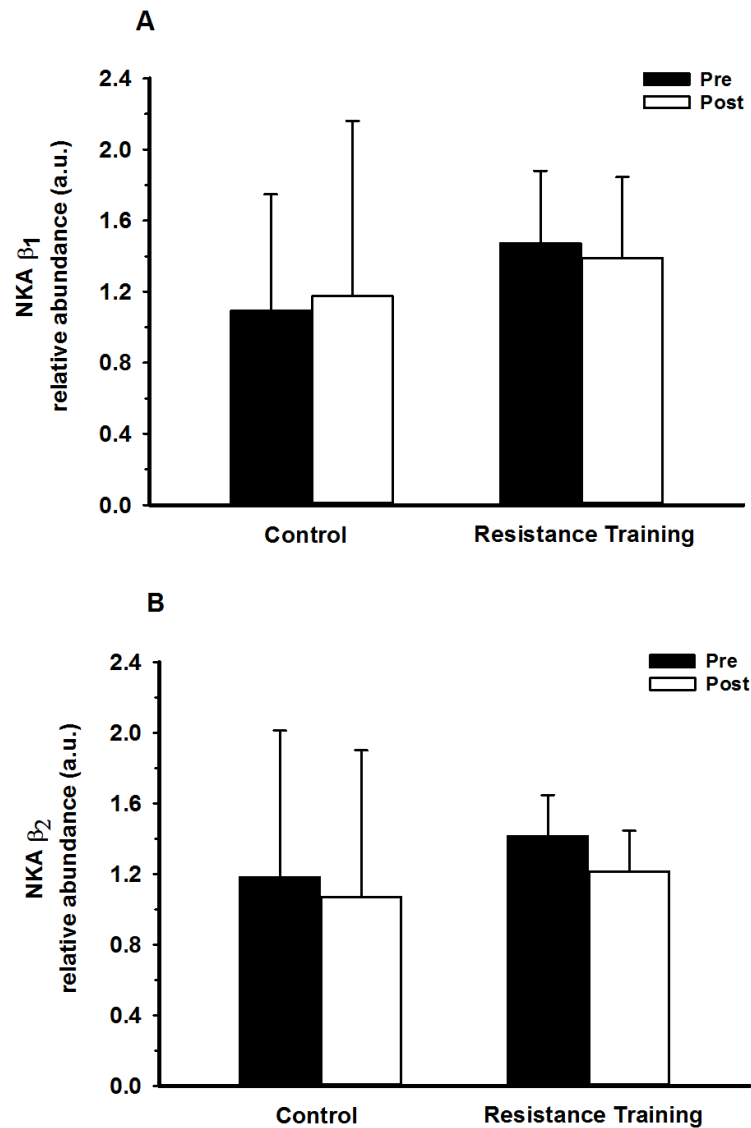 A
Pre
Post
NKA β1
relative abundance (a.u.)
2.4
2.0
1.6
1.2
0.8
0.4
0.0
Control Resistance Training
B
Pre
Post
NKA β2
relative abundance (a.u.)
2.4
2.0
1.6
1.2
0.8
0.4
0.0
Control Resistance Training